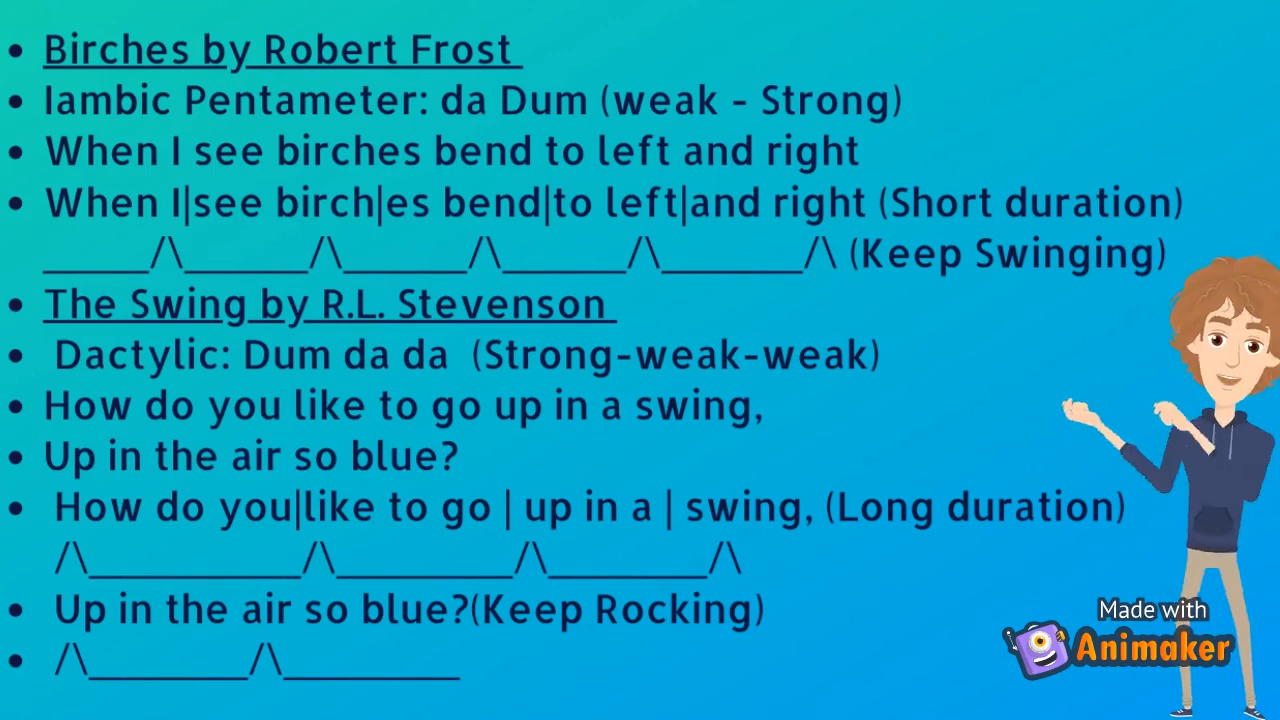 • Birches by Robert Frost
• Iambic Pentameter: da Dum (weak - Strong)
• When I see birches bend to left and right
• When I|see birch|es bend|to left|and right (Short duration)
______/\_______/\_______/\_______/\________/\ (Keep Swinging)
• The Swing by R.L. Stevenson
• Dactylic: Dum da da (Strong-weak-weak)
• How do you like to go up in a swing,
• Up in the air so blue?
• How do you|like to go | up in a | swing, (Long duration)
/\____________/\__________/\_________/\
• Up in the air so blue?(Keep Rocking)
• /\_________/\__________
Made with
Animaker